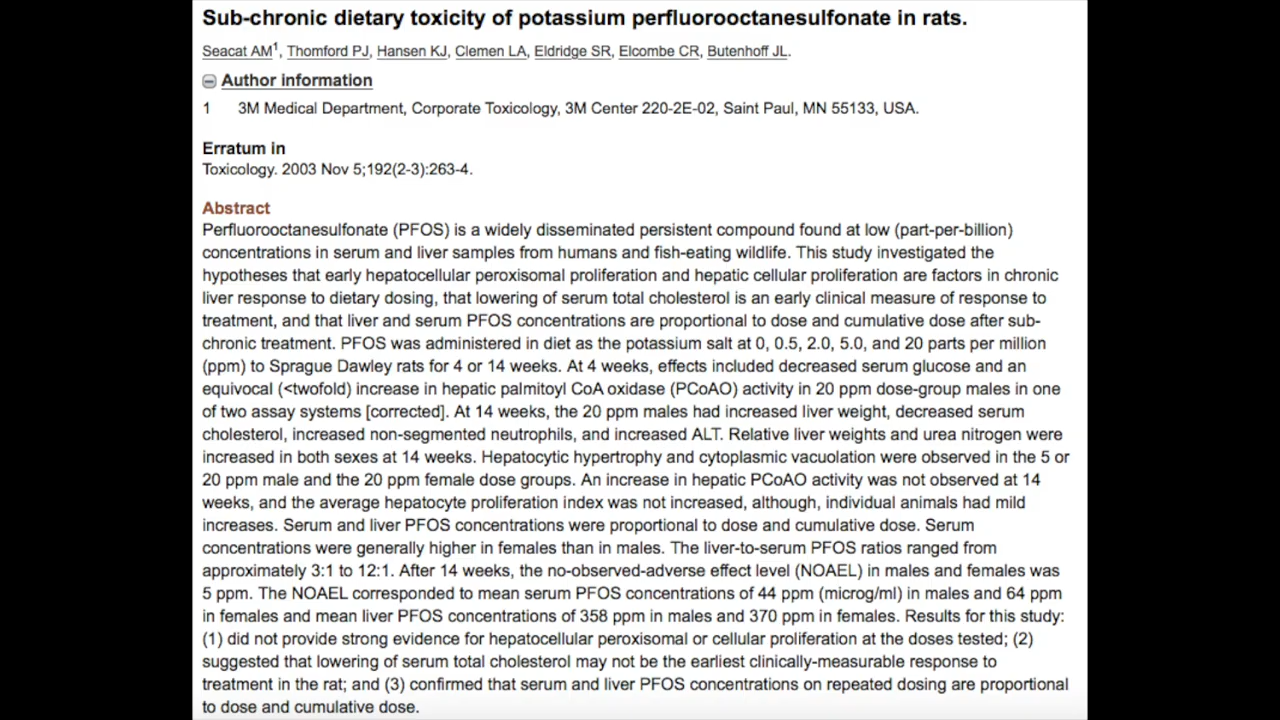 Sub-chronic dietary toxicity of potassium perfluorooctanesulfonate in rats.
Seacat AM1, Thomford PJ, Hansen KJ, Clemen LA, Eldridge SR, Elcombe CR, Butenhoff JL.
Author information
1 3M Medical Department, Corporate Toxicology, 3M Center 220-2E-02, Saint Paul, MN 55133, USA.
Erratum in
Toxicology. 2003 Nov 5;192(2-3):263-4.
Abstract
Perfluorooctanesulfonate (PFOS) is a widely disseminated persistent compound found at low (part-per-billion)
concentrations in serum and liver samples from humans and fish-eating wildlife. This study investigated the
hypotheses that early hepatocellular peroxisomal proliferation and hepatic cellular proliferation are factors in chronic
liver response to dietary dosing, that lowering of serum total cholesterol is an early clinical measure of response to
treatment, and that liver and serum PFOS concentrations are proportional to dose and cumulative dose after sub-
chronic treatment. PFOS was administered in diet as the potassium salt at 0, 0.5, 2.0, 5.0, and 20 parts per million
(ppm) to Sprague Dawley rats for 4 or 14 weeks. At 4 weeks, effects included decreased serum glucose and an
equivocal (<twofold) increase in hepatic palmitoyl CoA oxidase (PCoAO) activity in 20 ppm dose-group males in one
of two assay systems [corrected]. At 14 weeks, the 20 ppm males had increased liver weight, decreased serum
cholesterol, increased non-segmented neutrophils, and increased ALT. Relative liver weights and urea nitrogen were
increased in both sexes at 14 weeks. Hepatocytic hypertrophy and cytoplasmic vacuolation were observed in the 5 or
20 ppm male and the 20 ppm female dose groups. An increase in hepatic PCoAO activity was not observed at 14
weeks, and the average hepatocyte proliferation index was not increased, although, individual animals had mild
increases. Serum and liver PFOS concentrations were proportional to dose and cumulative dose. Serum
concentrations were generally higher in females than in males. The liver-to-serum PFOS ratios ranged from
approximately 3:1 to 12:1. After 14 weeks, the no-observed-adverse effect level (NOAEL) in males and females was
5 ppm. The NOAEL corresponded to mean serum PFOS concentrations of 44 ppm (microg/ml) in males and 64 ppm
in females and mean liver PFOS concentrations of 358 ppm in males and 370 ppm in females. Results for this study:
(1) did not provide strong evidence for hepatocellular peroxisomal or cellular proliferation at the doses tested; (2)
suggested that lowering of serum total cholesterol may not be the earliest clinically-measurable response to
treatment in the rat; and (3) confirmed that serum and liver PFOS concentrations on repeated dosing are proportional
to dose and cumulative dose.